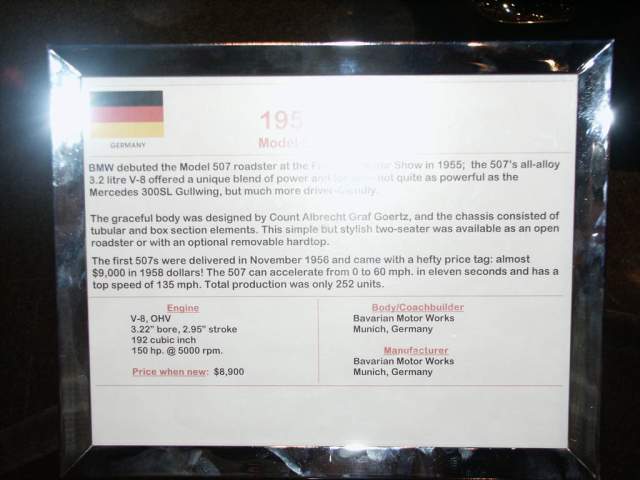 GERMANY
195
Model
BMW debuted the Model 507 roadster at the Show in 1955; the 507's all-alloy
3.2 litre V-8 offered a unique blend of power and not quite as powerful as the
Mercedes 300SL Gullwing, but much more driver-friendly.
The graceful body was designed by Count Albrecht Graf Goertz, and the chassis consisted of
tubular and box section elements. This simple but stylish two-seater was available as an open
roadster or with an optional removable hardtop.
The first 507s were delivered in November 1956 and came with a hefty price tag: almost
$9,000 in 1958 dollars! The 507 can accelerate from 0 to 60 mph. in eleven seconds and has a
top speed of 135 mph. Total production was only 252 units.
Engine
V-8, OHV
3.22" bore, 2.95" stroke
192 cubic inch
150 hp. @ 5000 rpm.
Price when new: $8,900
Body/Coachbuilder
Bavarian Motor Works
Munich, Germany
Manufacturer
Bavarian Motor Works
Munich, Germany